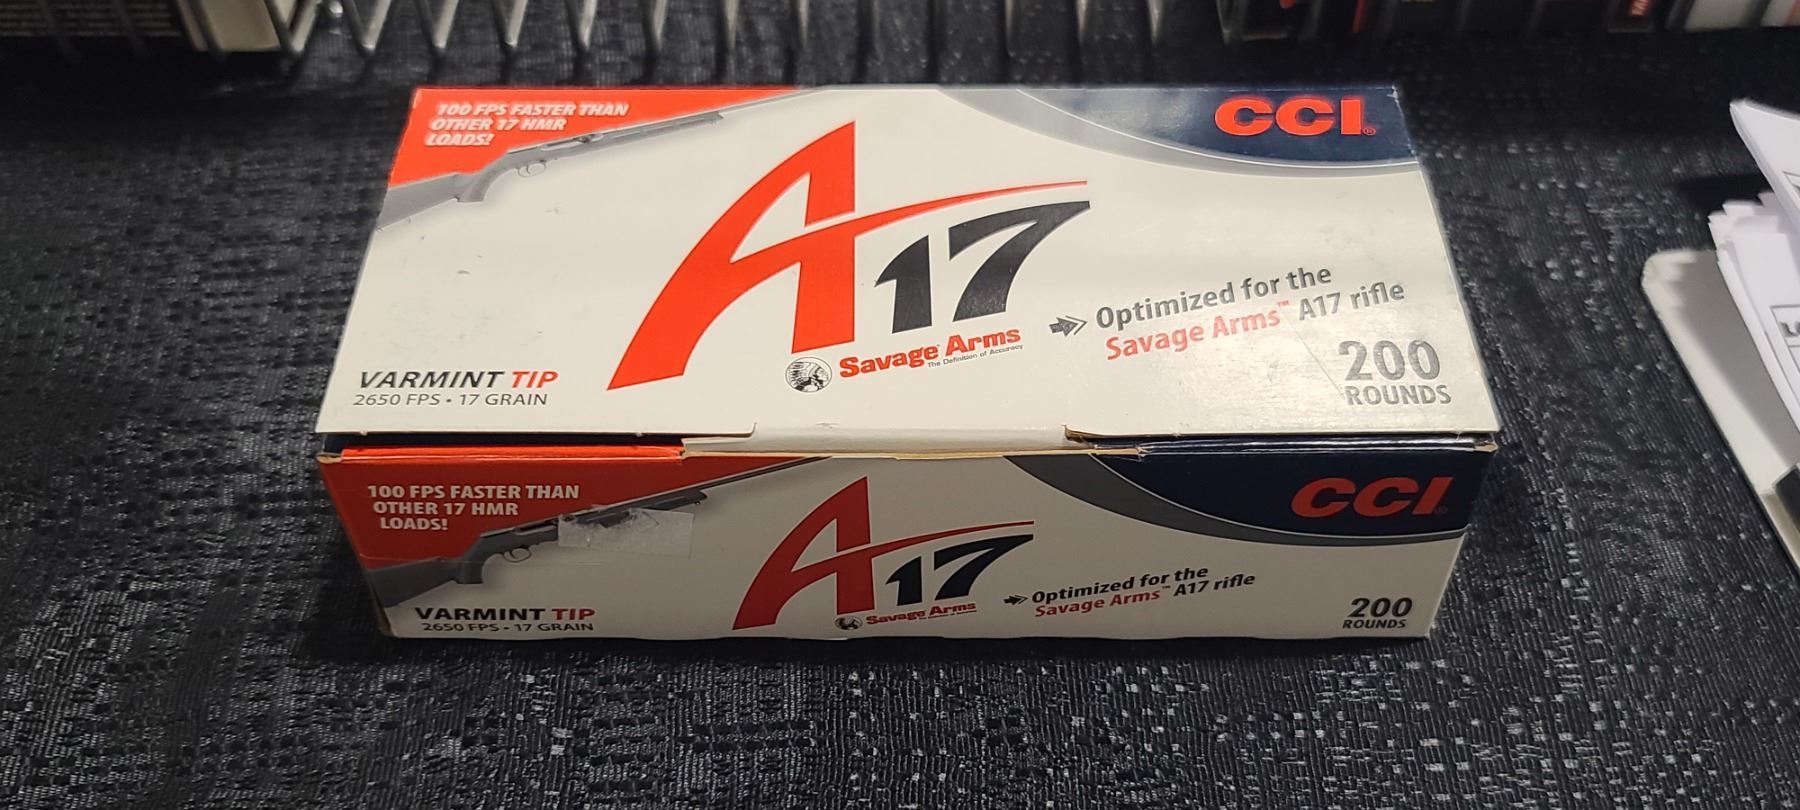 100 FPS FASTER THAN
OTHER 17 HMR
LOADS!
CCI®
A17
Savage Arms
The Definition of Accuracy
Optimized for the
Savage Arms™ A17 rifle
200
ROUNDS
VARMINT TIP
2650 FPS • 17 GRAIN
100 FPS FASTER THAN
OTHER 17 HMR
LOADS!
CCI
A17
Savage Arms
Optimized for the
Savage Arms™ A17 rifle
200
ROUNDS
VARMINT TIP
2650 FPS • 17 GRAIN